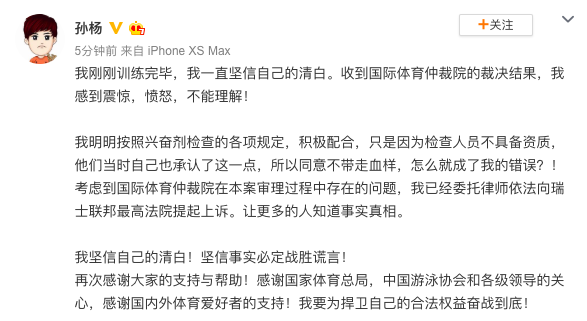 孙杨
+关注
5分钟前 来自 iPhone XS Max
我刚刚训练完毕，我一直坚信自己的清白。收到国际体育仲裁院的裁决结果，我
感到震惊，愤怒，不能理解！
我明明按照兴奋剂检查的各项规定，积极配合，只是因为检查人员不具备资质，
他们当时自己也承认了这一点，所以同意不带走血样，怎么就成了我的错误？！
考虑到国际体育仲裁院在本案审理过程中存在的问题，我已经委托律师依法向瑞
士联邦最高法院提起上诉。让更多的人知道事实真相。
我坚信自己的清白！坚信事实必定战胜谎言！
再次感谢大家的支持与帮助！感谢国家体育总局，中国游泳协会和各级领导的关
心，感谢国内外体育爱好者的支持！我要为捍卫自己的合法权益奋战到底！